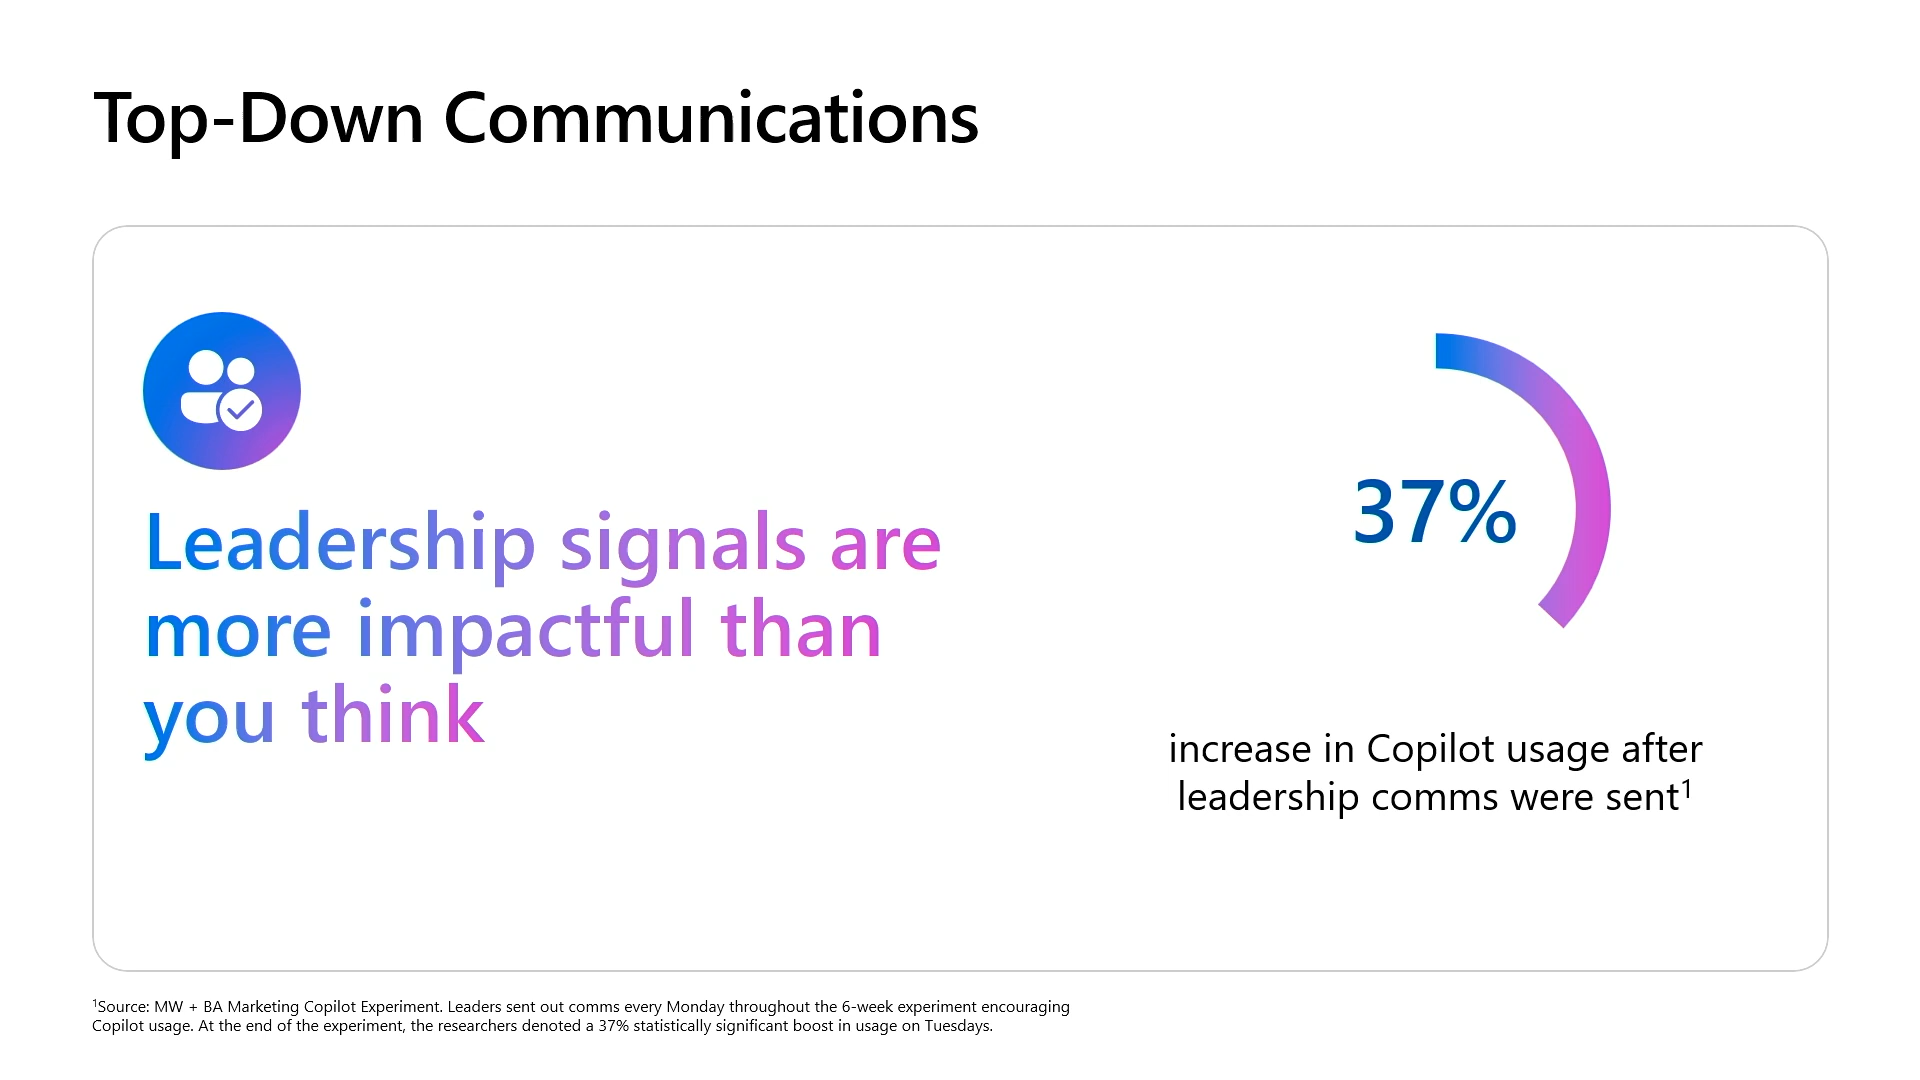 Top-Down Communications
Leadership signals are
more impactful than
you think
37%
increase in Copilot usage after
leadership comms were sent¹
¹Source: MW + BA Marketing Copilot Experiment. Leaders sent out comms every Monday throughout the 6-week experiment encouraging
Copilot usage. At the end of the experiment, the researchers denoted a 37% statistically significant boost in usage on Tuesdays.